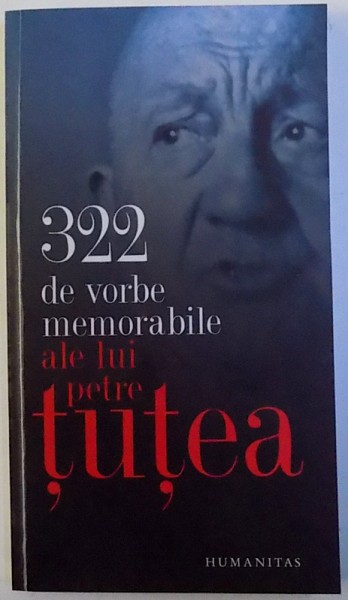 322
de vorbe
memorabile
ale lui
petre
țuțea
HUMANITAS